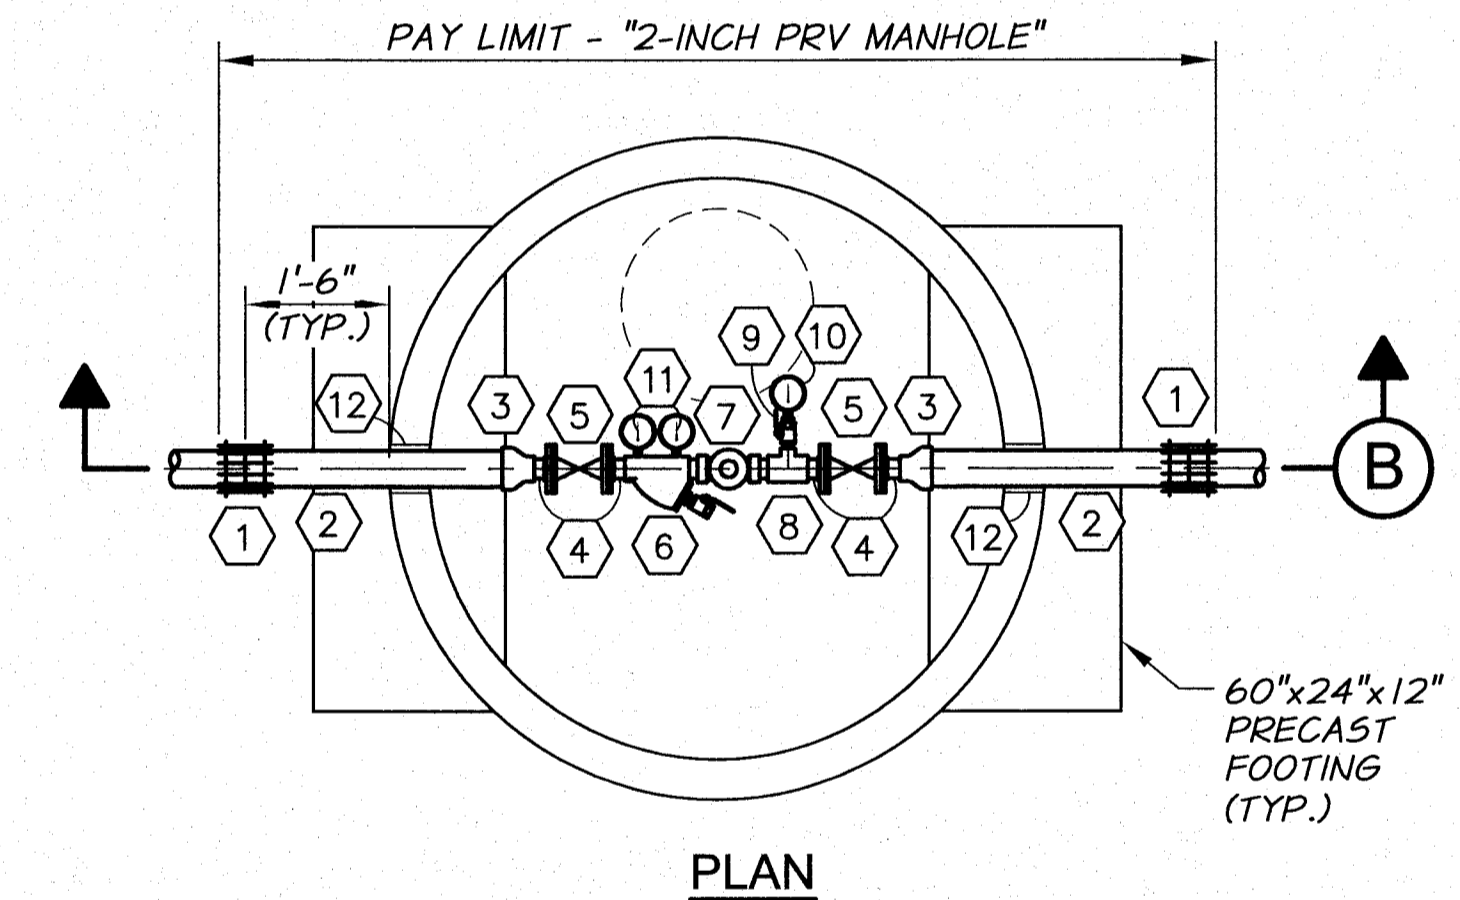 PAY LIMIT - "2-INCH PRV MANHOLE"
1'-6"
(TYP.)
9
10
11
12
3
5
7
5
3
1
B
1
2
4
6
8
4
12
2
60"x24"x12"
PRECAST
FOOTING
(TYP.)
PLAN